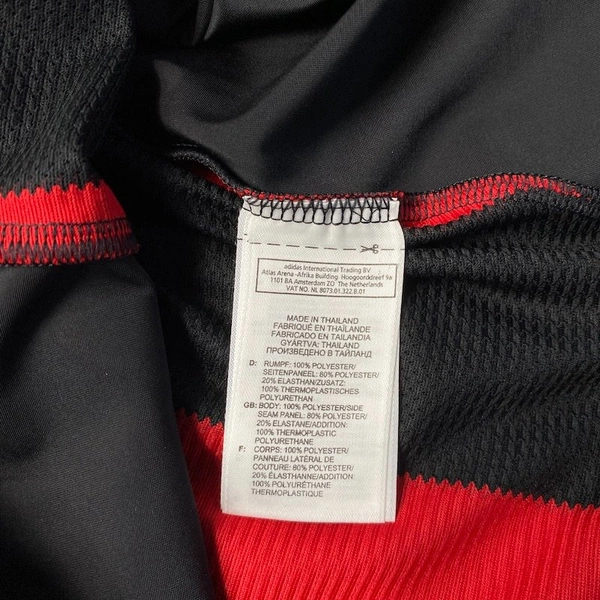 adidas International Trading BV
Atlas Arena -Afrika Building Hoogoorddreef 9a
1101 BA Amsterdam ZO The Netherlands
VAT NO. NL 8073.01.322.B.01
MADE IN THAILAND
FABRIQUÉ EN THAÏLANDE
FABRICADO EN TAILANDIA
GYÁRTVA: THAILAND
ПРОИЗВЕДЕНО В ТАЙЛАНД
D: RUMPF: 100% POLYESTER/
SEITENPANEEL: 80% POLYESTER/
20% ELASTHAN/ZUSATZ:
100% THERMOPLASTISCHES
POLYURETHAN
GB: BODY: 100% POLYESTER/SIDE
SEAM PANEL: 80% POLYESTER/
20% ELASTANE/ADDITION:
100% THERMOPLASTIC
POLYURETHANE
F: CORPS: 100% POLYESTER/
PANNEAU LATÉRAL DE
COUTURE: 80% POLYESTER/
20% ÉLASTHANNE/ADDITION:
100% POLYURÉTHANE
THERMOPLASTIQUE